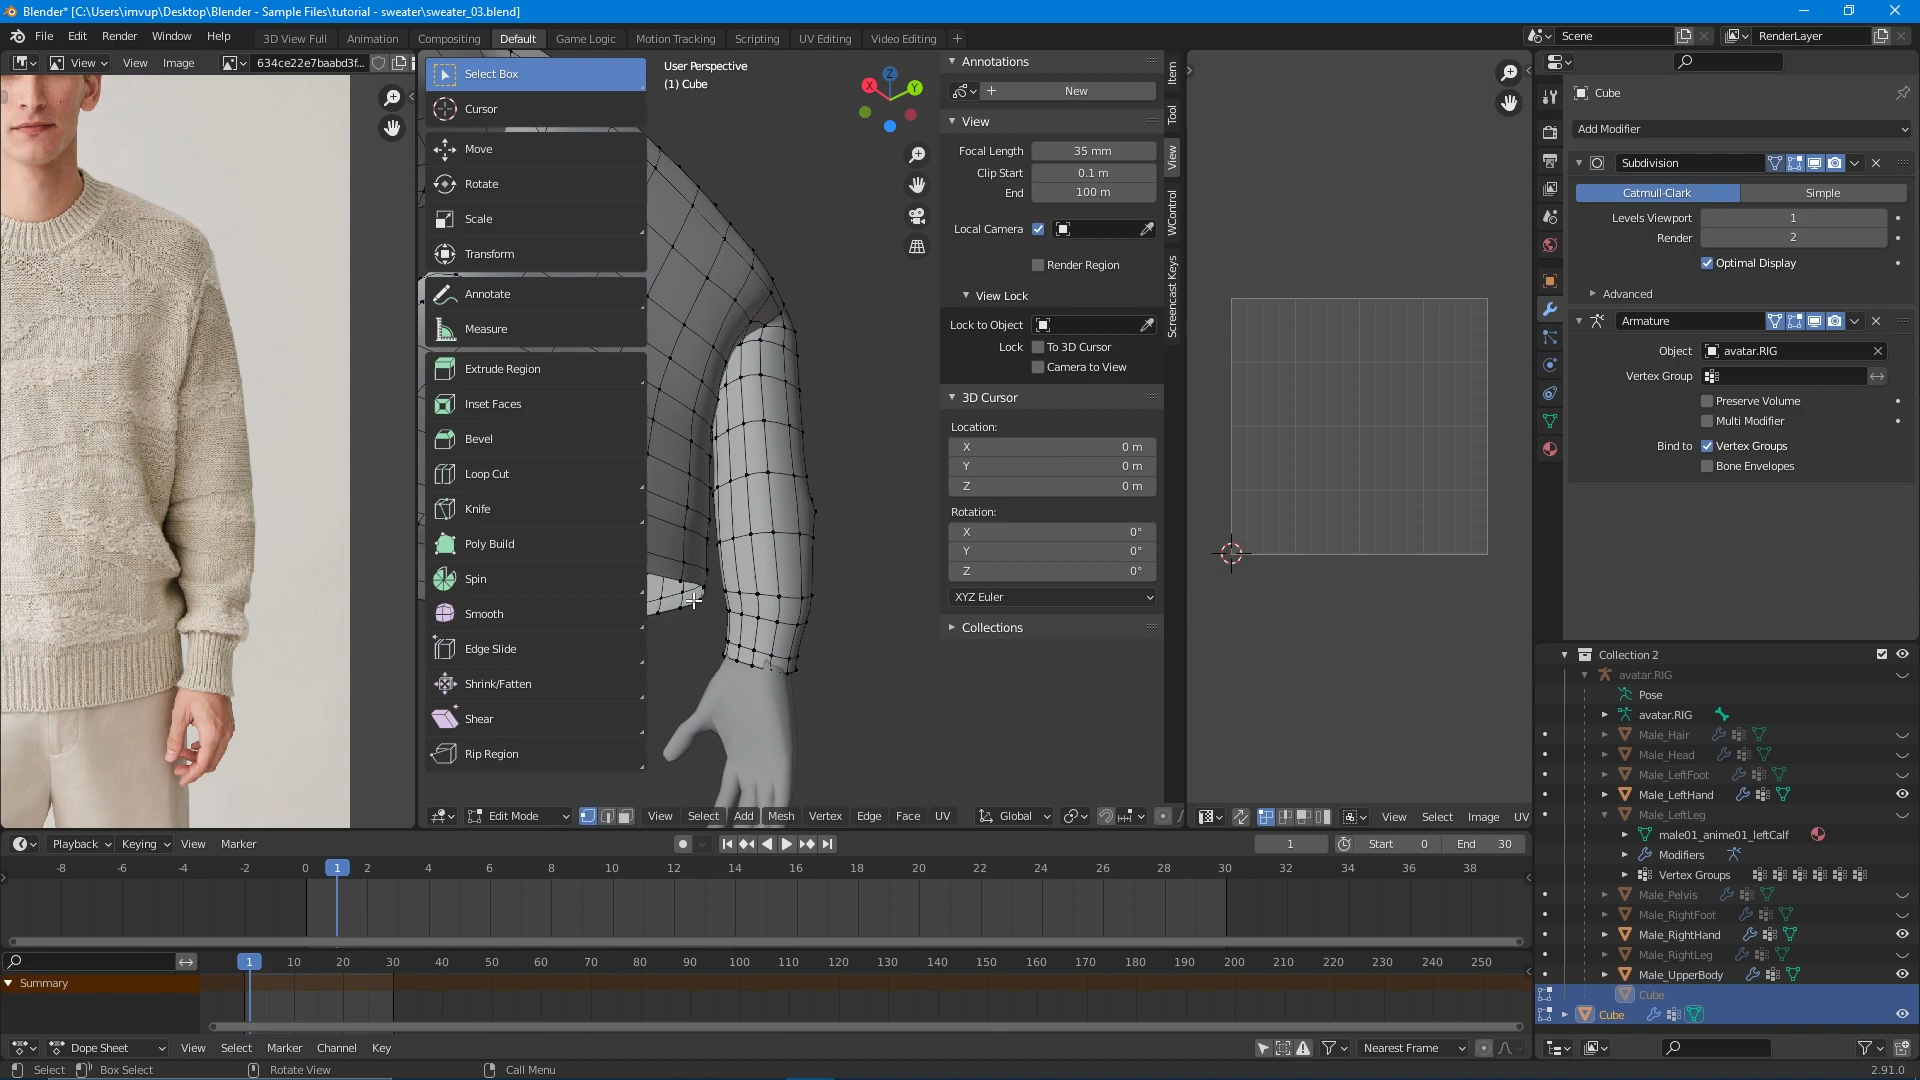 Blender* [C:\Users\imvup\Desktop\Blender - Sample Files\tutorial - sweater\sweater_03.blend]
File Edit Render Window Help
3D View Full Animation Compositing Default Game Logic Motion Tracking Scripting UV Editing Video Editing +
Scene
RenderLayer
View View Image 634ce22e7baabd3f...
Select Box
Cursor
Move
Rotate
Scale
Transform
Annotate
Measure
Extrude Region
Inset Faces
Bevel
Loop Cut
Knife
Poly Build
Spin
Smooth
Edge Slide
Shrink/Fatten
Shear
Rip Region
User Perspective
(1) Cube
X
Y
Z
Annotations
New
View
Focal Length 35 mm
Clip Start 0.1 m
End 100 m
Local Camera
Render Region
View Lock
Lock to Object
Lock To 3D Cursor
Camera to View
3D Cursor
Location:
X 0 m
Y 0 m
Z 0 m
Rotation:
X 0°
Y 0°
Z 0°
XYZ Euler
Collections
Item
Tool
View
WControl
Screencast Keys
Edit Mode View Select Add Mesh Vertex Edge Face UV Global
View Select Image UV
Cube
Add Modifier
Subdivision
Catmull-Clark Simple
Levels Viewport 1
Render 2
Optimal Display
Advanced
Armature
Object avatar.RIG
Vertex Group
Preserve Volume
Multi Modifier
Bind to Vertex Groups
Bone Envelopes
Collection 2
avatar.RIG
Pose
avatar.RIG
Male_Hair
Male_Head
Male_LeftFoot
Male_LeftHand
Male_LeftLeg
male01_anime01_leftCalf
Modifiers
Vertex Groups
Male_Pelvis
Male_RightFoot
Male_RightHand
Male_RightLeg
Male_UpperBody
Cube
Cube
Playback Keying View Marker
1 Start 0 End 30
-8 -6 -4 -2 0 1 2 4 6 8 10 12 14 16 18 20 22 24 26 28 30 32 34 36 38
1 10 20 30 40 50 60 70 80 90 100 110 120 130 140 150 160 170 180 190 200 210 220 230 240 250
Summary
Dope Sheet View Select Marker Channel Key
Nearest Frame
Select Box Select Rotate View Call Menu
2.91.0